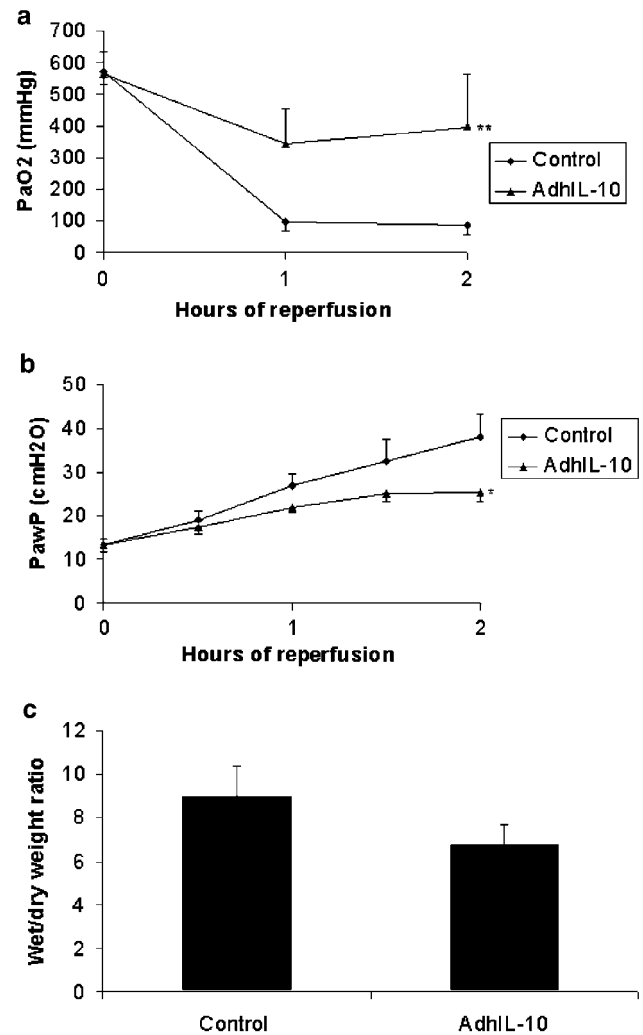 a
700
600
500
400
300
200
100
0
PaO2 (mmHg)
**
Control
AdhIL-10
0 1 2
Hours of reperfusion
b
50
40
30
20
10
0
PawP (cmH2O)
*
Control
AdhIL-10
0 1 2
Hours of reperfusion
c
12
10
8
6
4
2
0
Wet/dry weight ratio
Control AdhIL-10